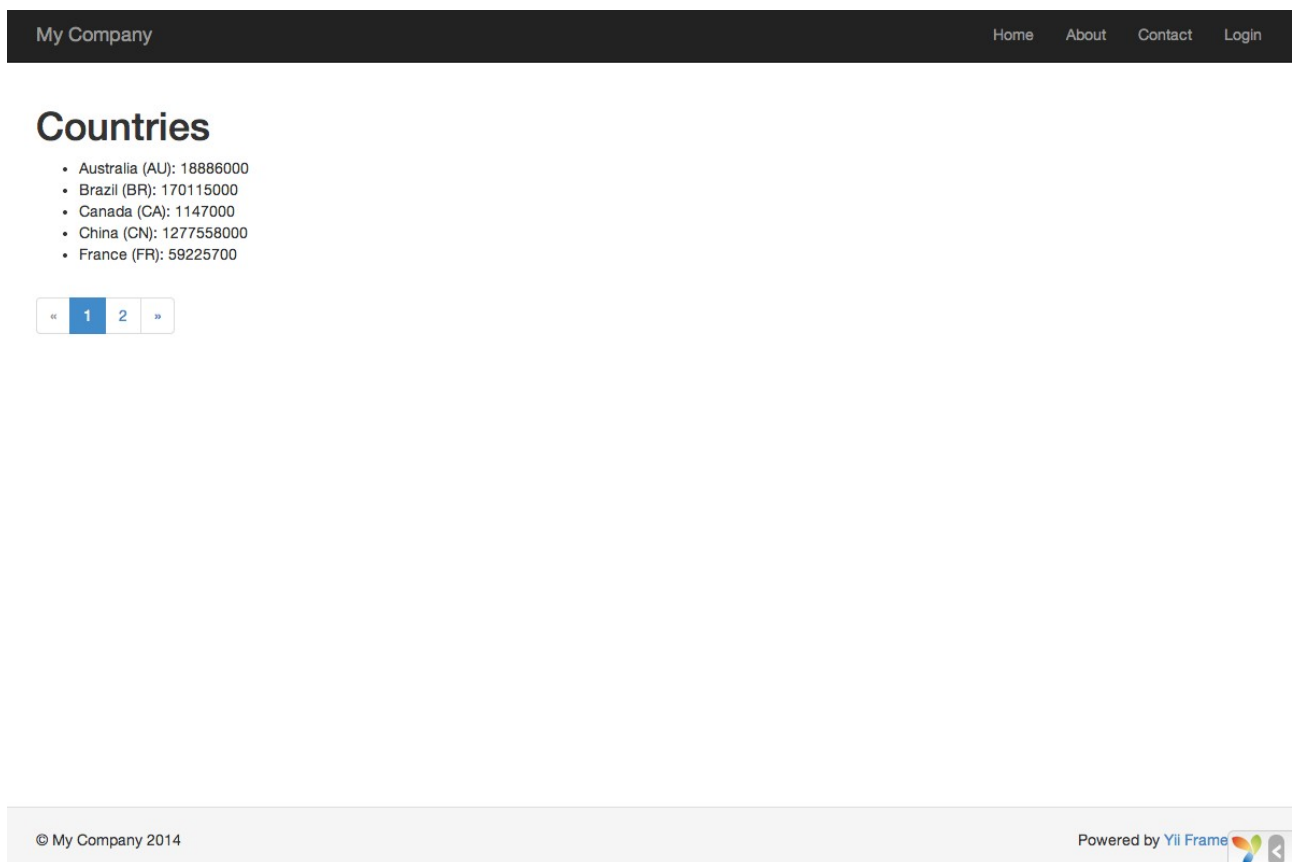 My Company Home About Contact Login
Countries
• Australia (AU): 18886000
• Brazil (BR): 170115000
• Canada (CA): 1147000
• China (CN): 1277558000
• France (FR): 59225700
« 1 2 »
© My Company 2014 Powered by Yii Frame